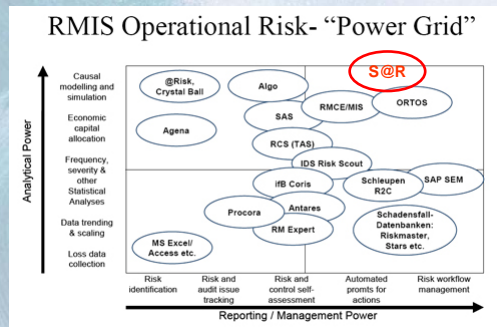 RMIS Operational Risk- “Power Grid”
Analytical Power
Causal
modelling and
simulation
Economic
capital
allocation
Frequency,
severity &
other
Statistical
Analyses
Data trending
& scaling
Loss data
collection
@Risk,
Crystal Ball
Algo
S@R
SAS
RMCE/MIS
ORTOS
Agena
RCS (TAS)
IDS Risk Scout
ifB Coris
Schleupen
R2C
SAP SEM
Antares
Procora
RM Expert
Schadensfall-
Datenbanken:
Riskmaster,
Stars etc.
MS Excel/
Access etc.
Risk
identification
Risk and
audit issue
tracking
Risk and
control self-
assessment
Automated
promts for
actions
Risk workflow
management
Reporting / Management Power